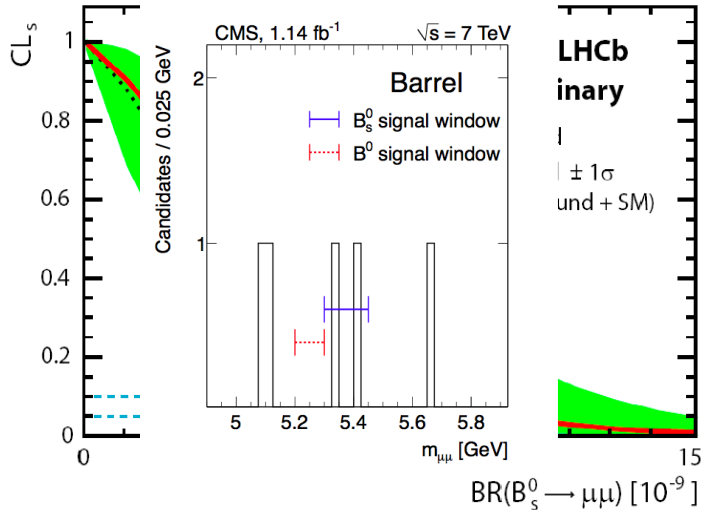 CMS, 1.14 fb⁻¹ √s = 7 TeV
CLₛ
Candidates / 0.025 GeV
Barrel
B⁰ₛ signal window
B⁰ signal window
LHCb
inary
± 1σ
und + SM)
1
0.8
0.6
0.4
0.2
0
2
1
5 5.2 5.4 5.6 5.8
m_μμ [GeV]
0 15
BR(B⁰ₛ → μμ) [10⁻⁹]